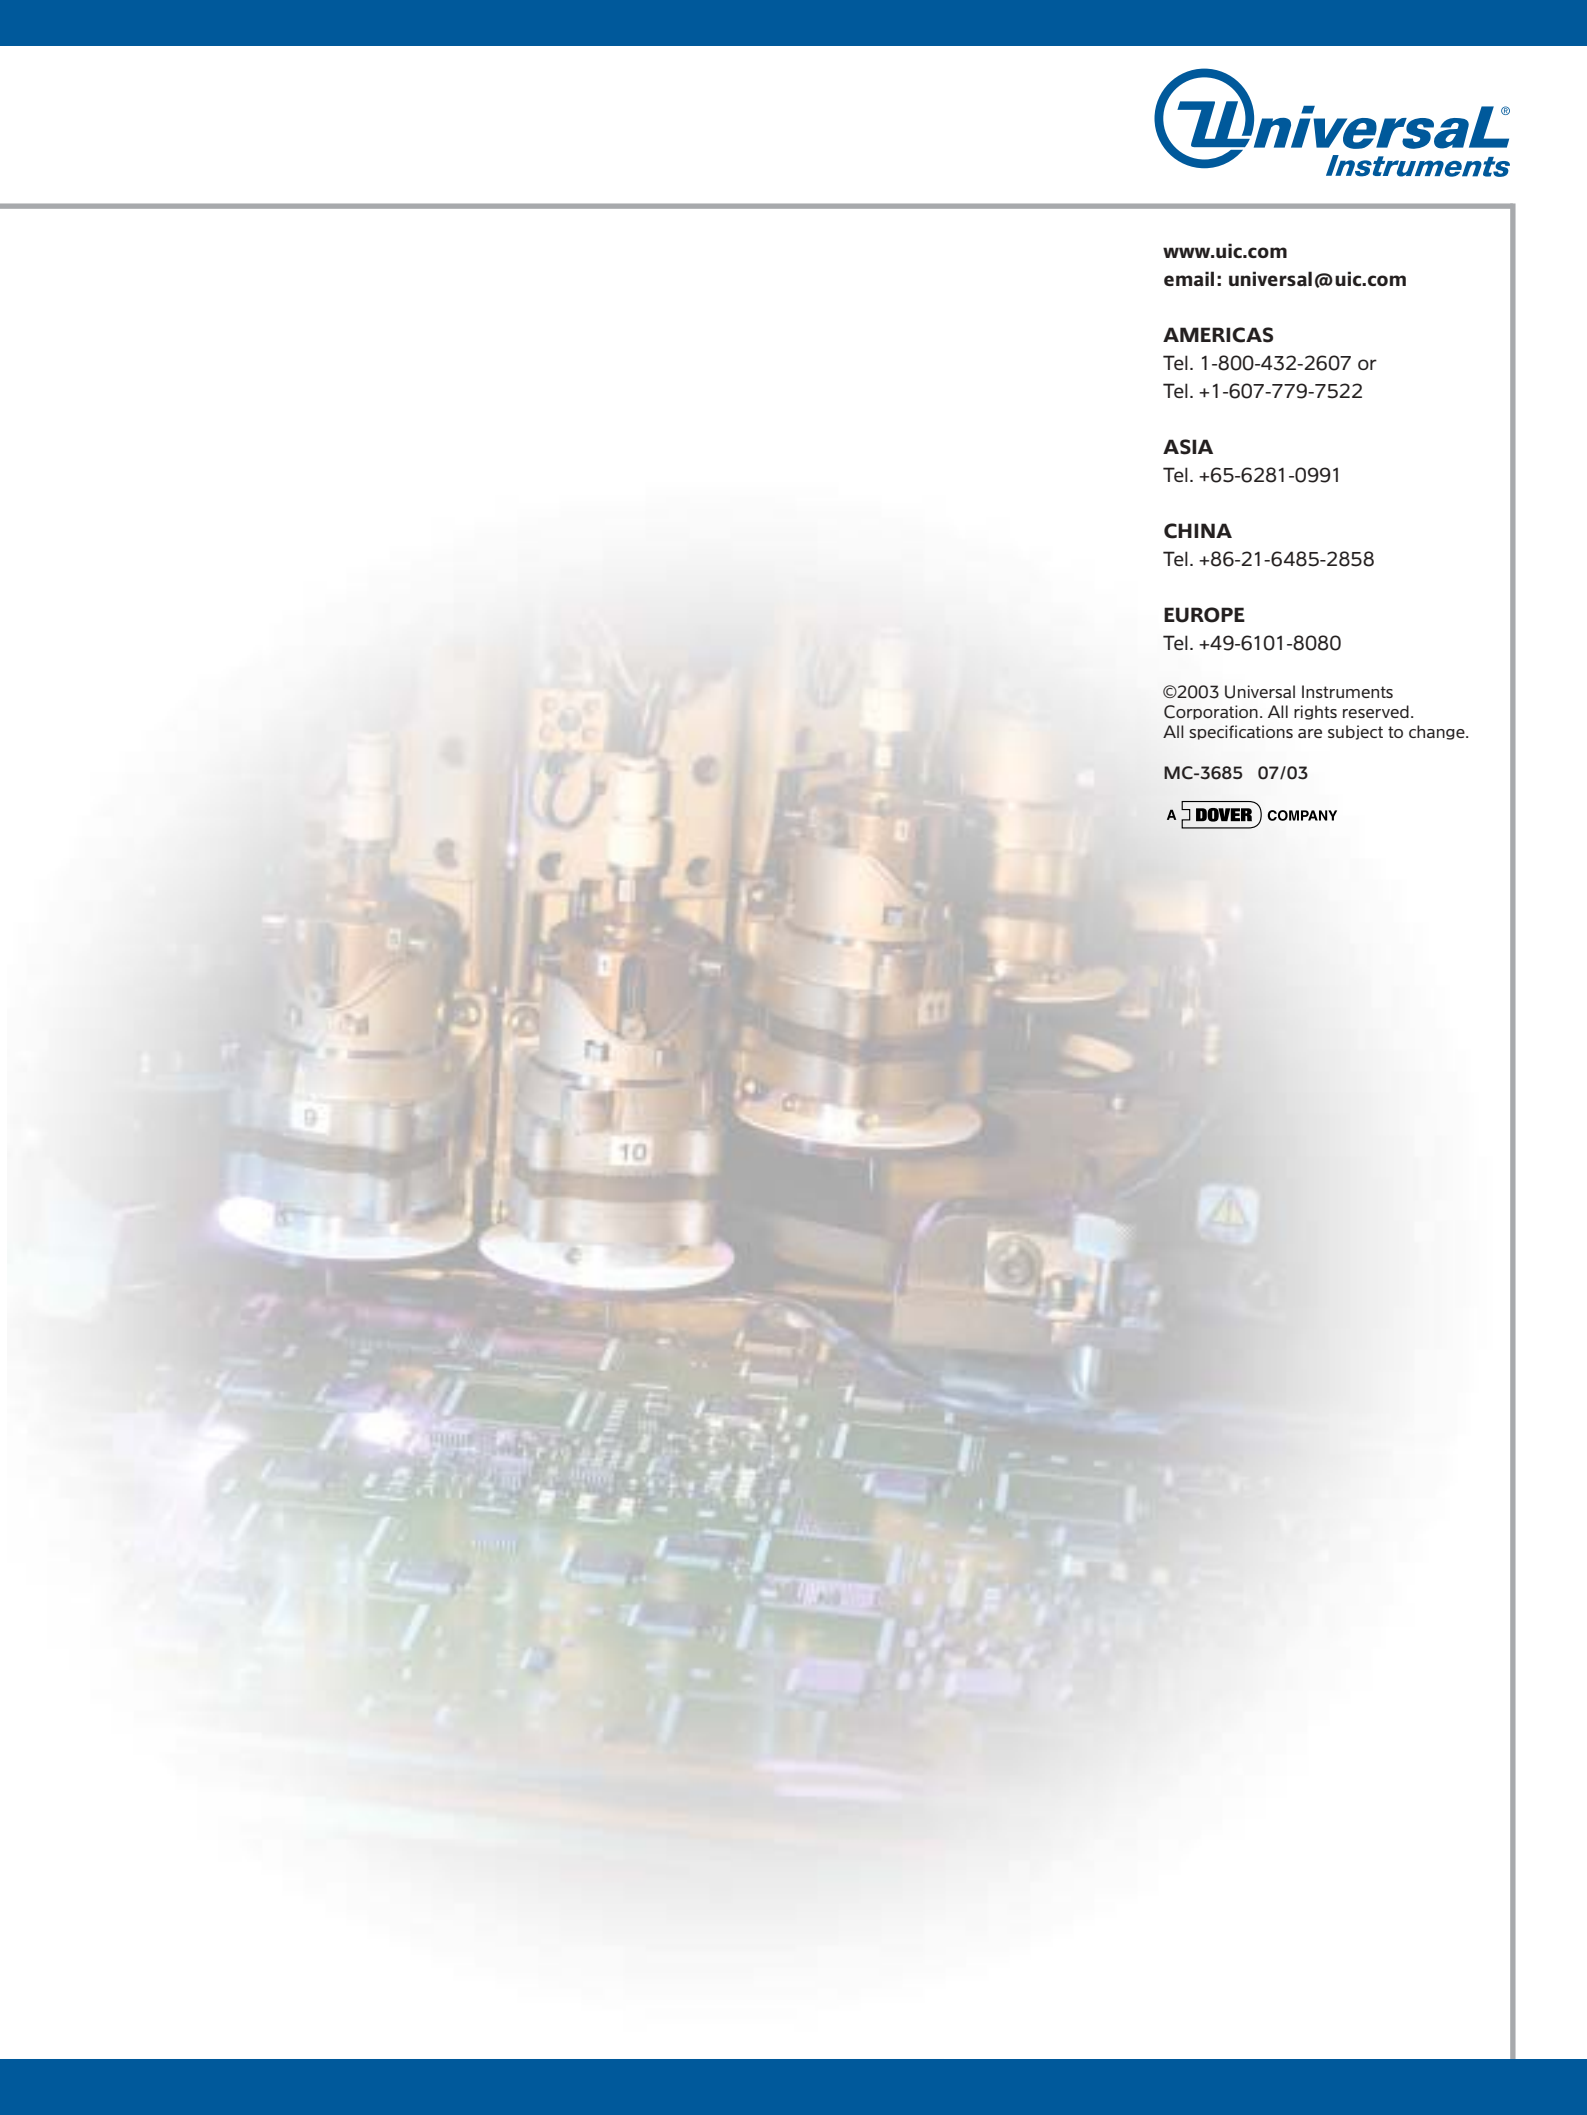 Universal®
Instruments
www.uic.com
email: universal@uic.com
AMERICAS
Tel. 1-800-432-2607 or
Tel. +1-607-779-7522
ASIA
Tel. +65-6281-0991
CHINA
Tel. +86-21-6485-2858
EUROPE
Tel. +49-6101-8080
©2003 Universal Instruments
Corporation. All rights reserved.
All specifications are subject to change.
MC-3685 07/03
A DOVER COMPANY
1
1
11
9
10